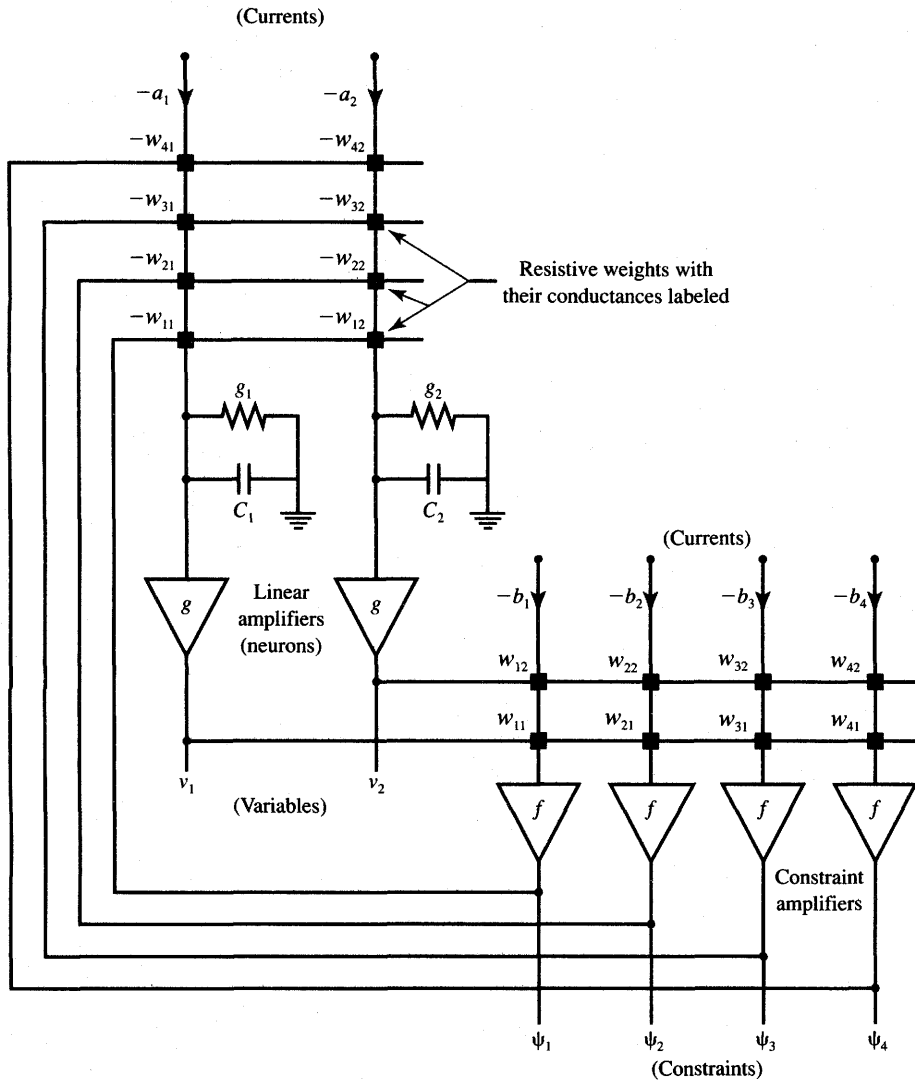 (Currents)
−a₁ −a₂
−w₄₁ −w₄₂
−w₃₁ −w₃₂
−w₂₁ −w₂₂
Resistive weights with
their conductances labeled
−w₁₁ −w₁₂
g₁ g₂
C₁ C₂
(Currents)
g Linear g
amplifiers
(neurons)
−b₁ −b₂ −b₃ −b₄
w₁₂ w₂₂ w₃₂ w₄₂
w₁₁ w₂₁ w₃₁ w₄₁
v₁ v₂
(Variables)
f f f f
Constraint
amplifiers
ψ₁ ψ₂ ψ₃ ψ₄
(Constraints)